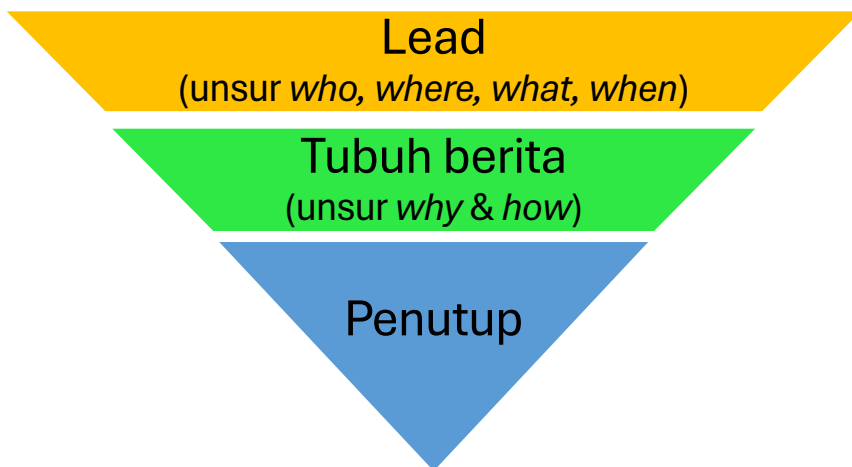 Lead
(unsur who, where, what, when)
Tubuh berita
(unsur why & how)
Penutup